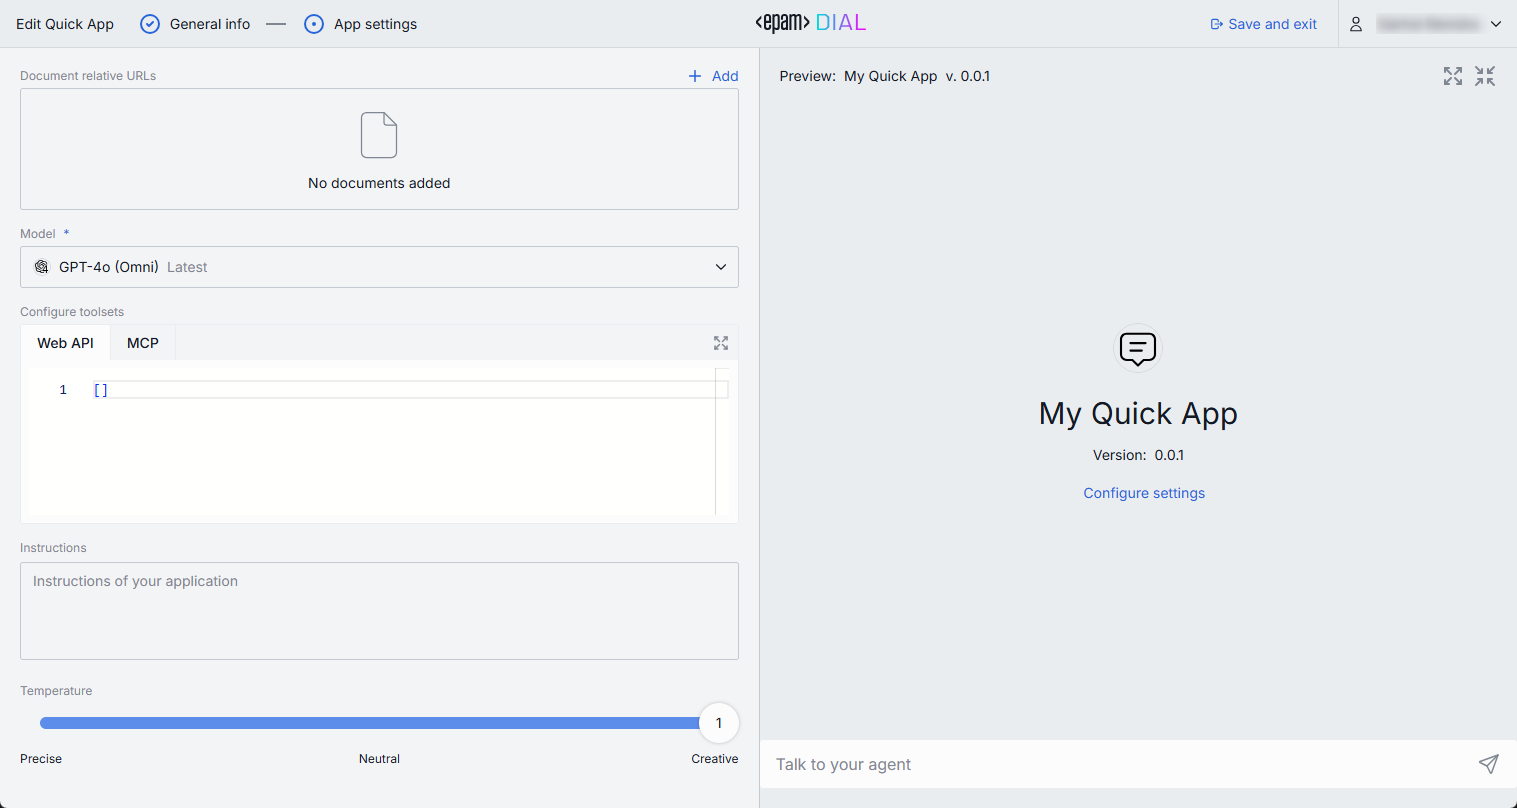 Edit Quick App General info App settings <epam> DIAL Save and exit
Document relative URLs Add
No documents added
Model *
GPT-4o (Omni) Latest
Configure toolsets
Web API MCP
1 []
Instructions
Instructions of your application
Temperature
1
Precise Neutral Creative
Preview: My Quick App v. 0.0.1
My Quick App
Version: 0.0.1
Configure settings
Talk to your agent